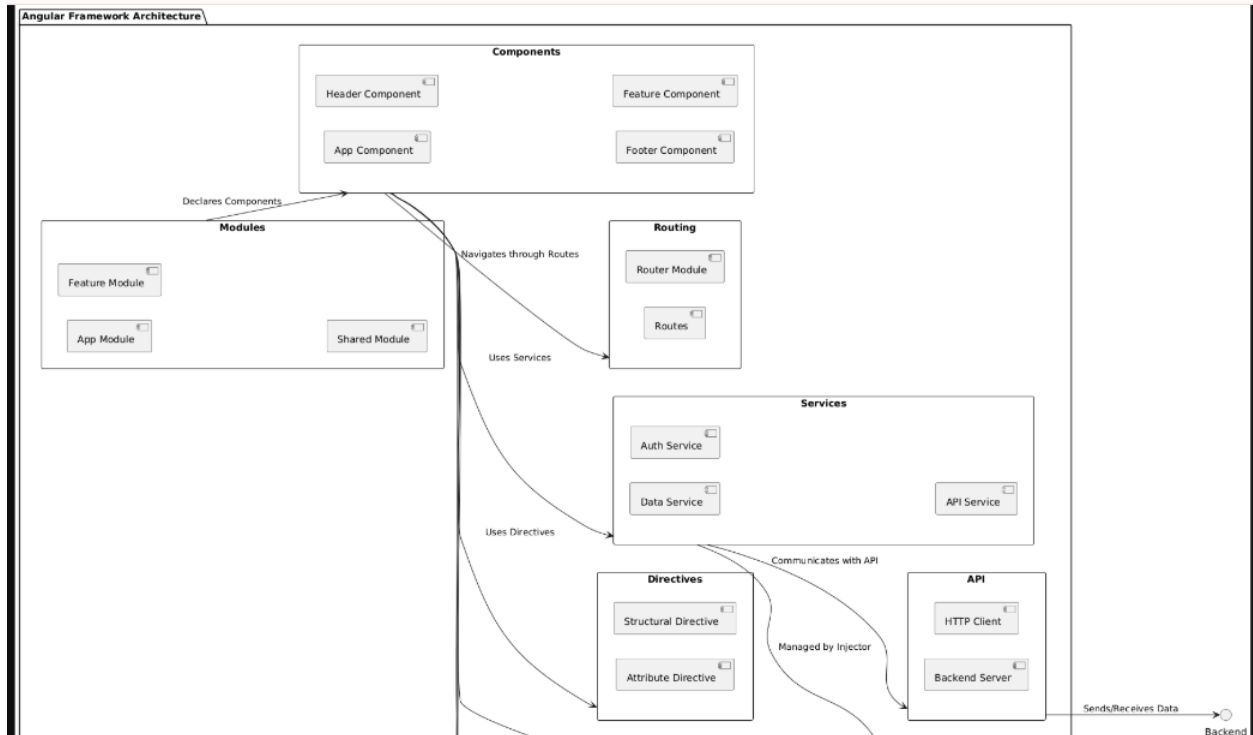 Angular Framework Architecture
Components
Header Component
Feature Component
App Component
Footer Component
Declares Components
Modules
Feature Module
App Module
Shared Module
Navigates through Routes
Routing
Router Module
Routes
Uses Services
Services
Auth Service
Data Service
API Service
Uses Directives
Communicates with API
Directives
Structural Directive
Attribute Directive
Managed by Injector
API
HTTP Client
Backend Server
Sends/Receives Data
Backend